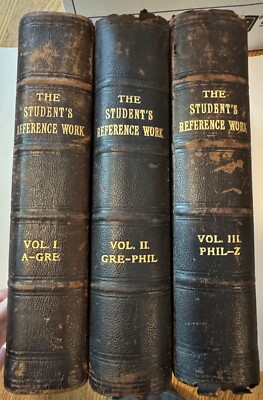 THE
STUDENT'S
REFERENCE WORK
VOL. I.
A-GRE
THE
STUDENT'S
REFERENCE WORK
VOL. II.
GRE-PHIL
THE
STUDENT'S
REFERENCE WORK
VOL. III.
PHIL-Z